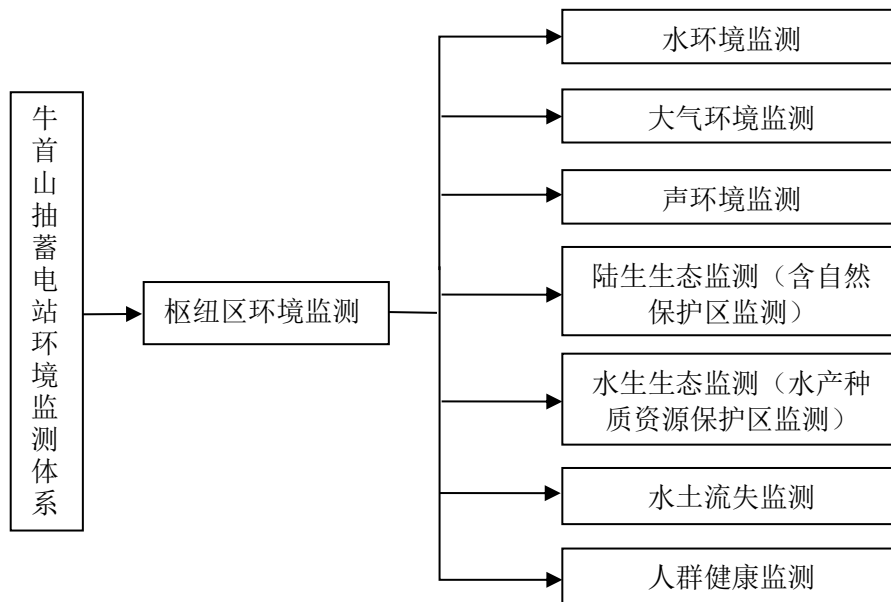 牛首山抽蓄电站环境监测体系
枢纽区环境监测
水环境监测
大气环境监测
声环境监测
陆生生态监测（含自然
保护区监测）
水生生态监测（水产种
质资源保护区监测）
水土流失监测
人群健康监测